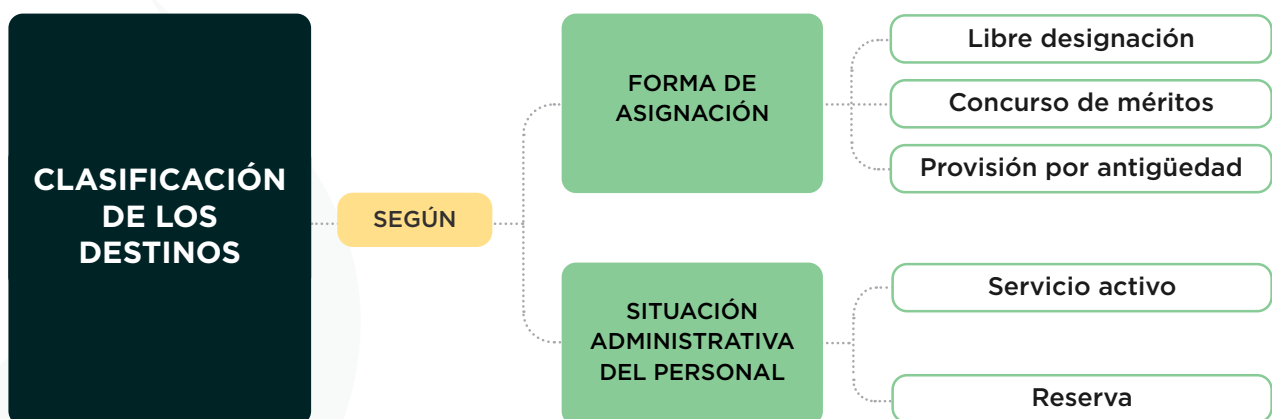 CLASIFICACIÓN
DE LOS
DESTINOS
SEGÚN
FORMA DE
ASIGNACIÓN
Libre designación
Concurso de méritos
Provisión por antigüedad
SITUACIÓN
ADMINISTRATIVA
DEL PERSONAL
Servicio activo
Reserva